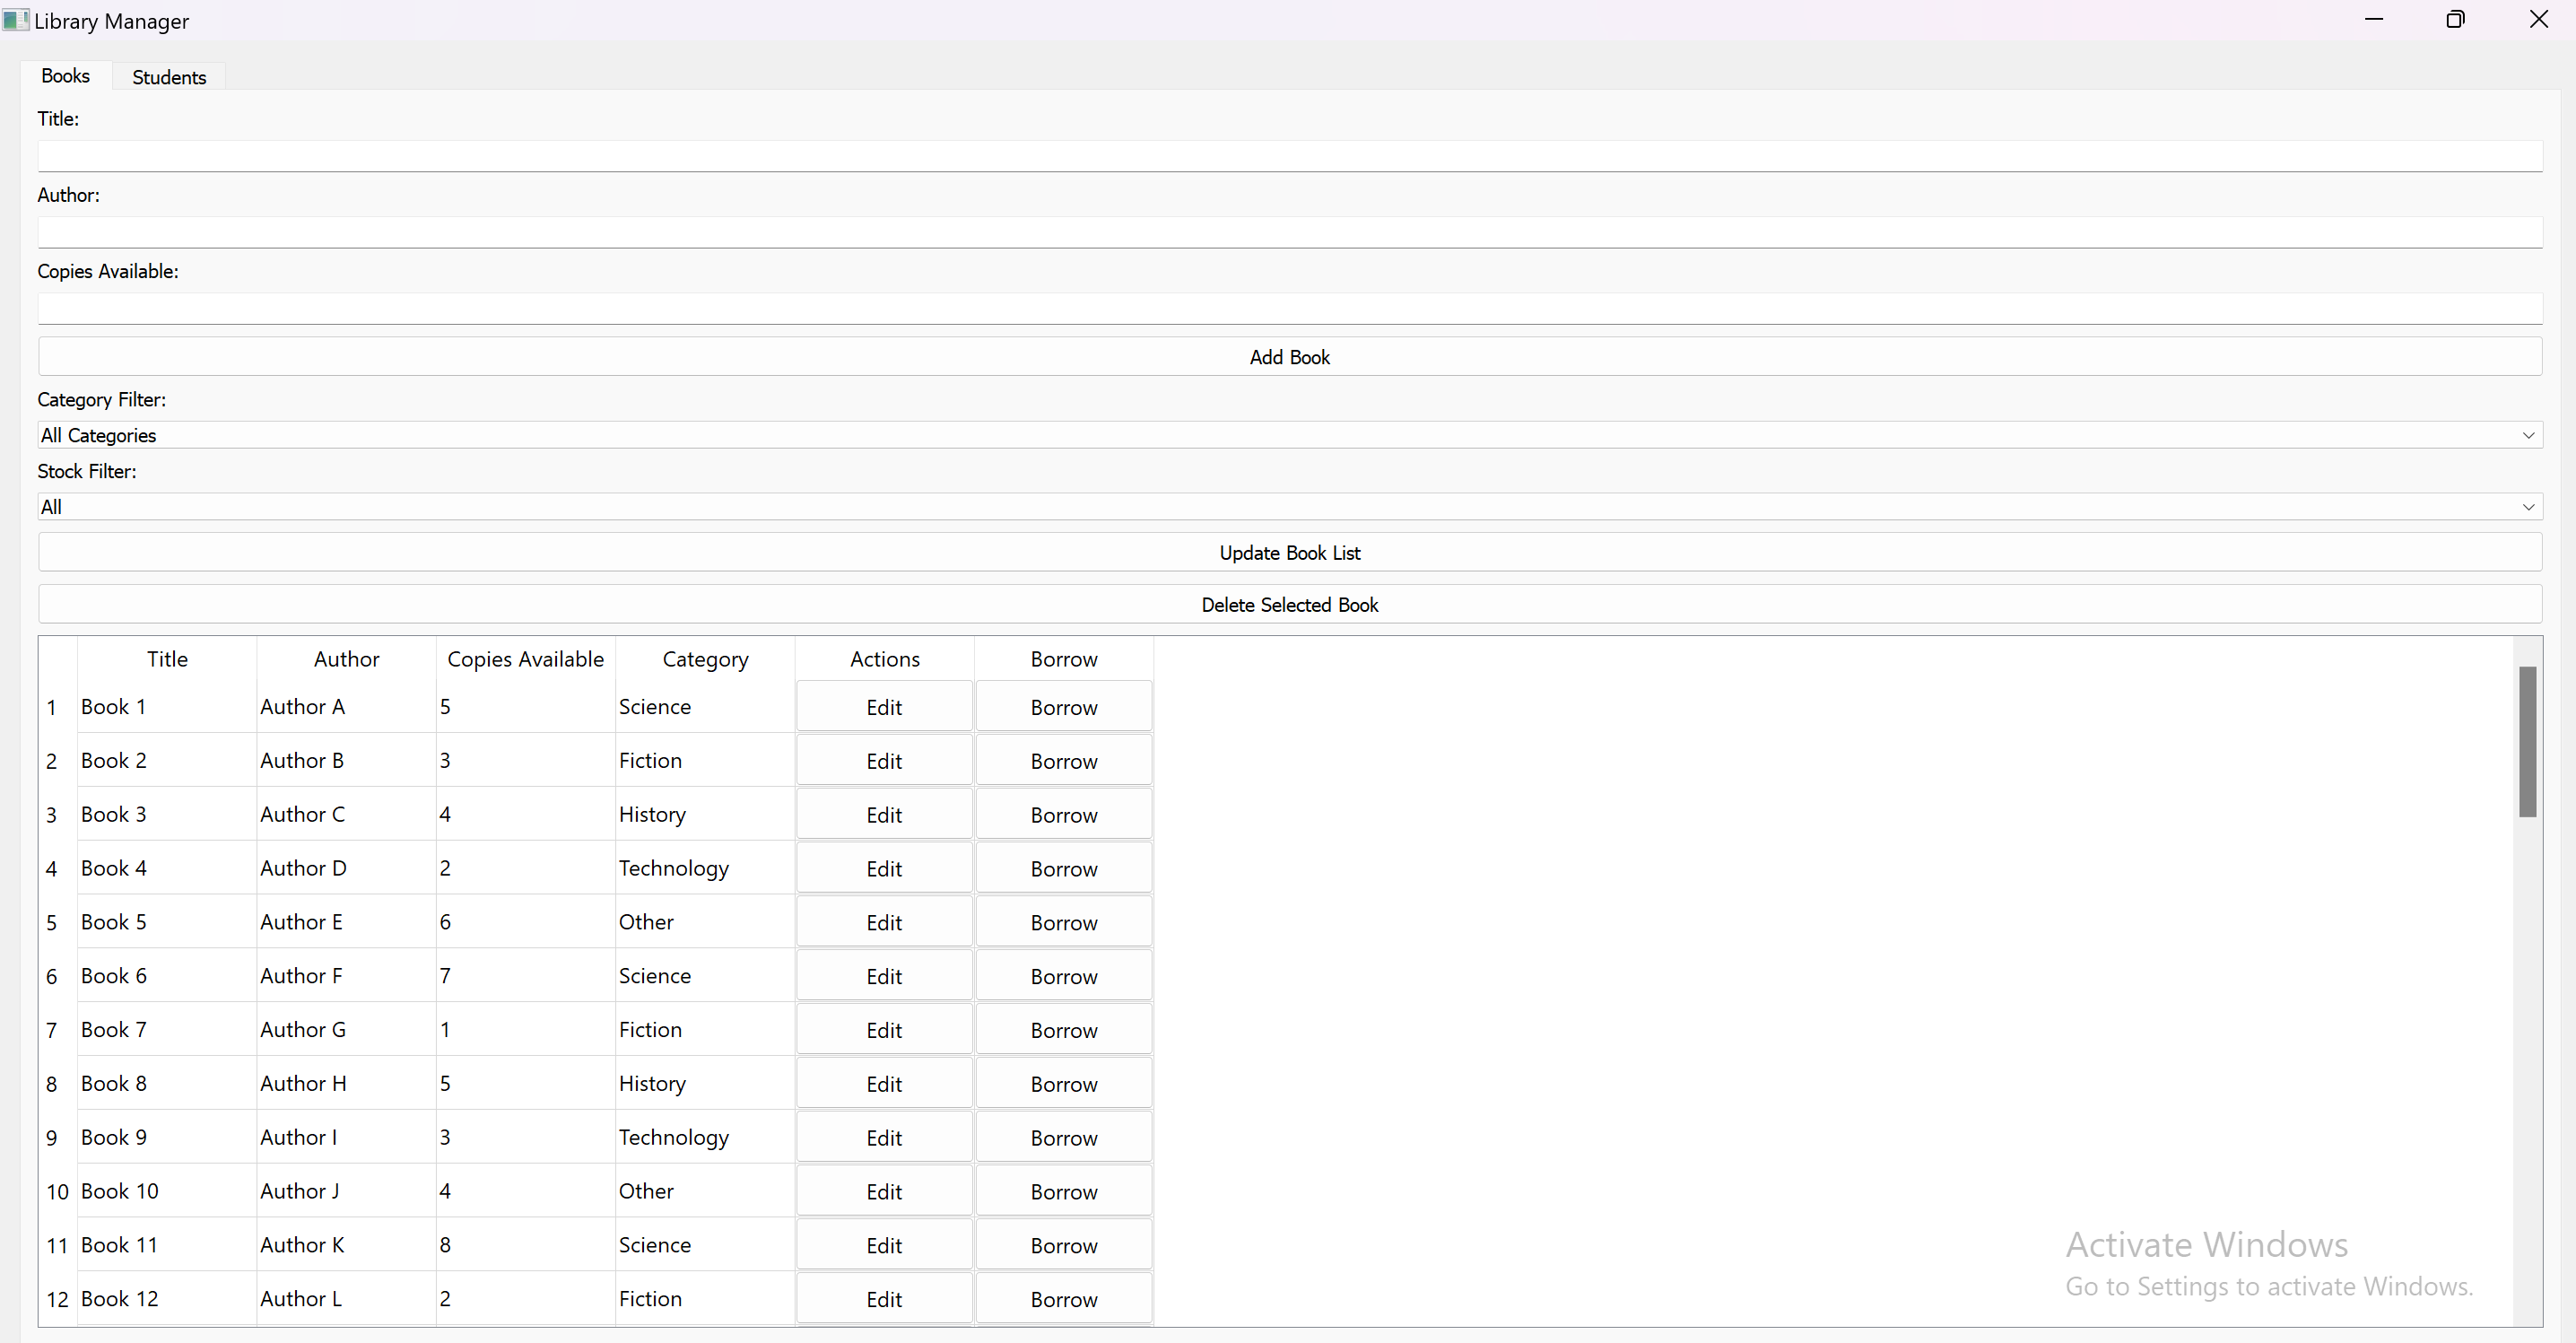 Library Manager
Books Students
Title:
Author:
Copies Available:
Add Book
Category Filter:
All Categories
Stock Filter:
All
Update Book List
Delete Selected Book
Title Author Copies Available Category Actions Borrow
1 Book 1 Author A 5 Science Edit Borrow
2 Book 2 Author B 3 Fiction Edit Borrow
3 Book 3 Author C 4 History Edit Borrow
4 Book 4 Author D 2 Technology Edit Borrow
5 Book 5 Author E 6 Other Edit Borrow
6 Book 6 Author F 7 Science Edit Borrow
7 Book 7 Author G 1 Fiction Edit Borrow
8 Book 8 Author H 5 History Edit Borrow
9 Book 9 Author I 3 Technology Edit Borrow
10 Book 10 Author J 4 Other Edit Borrow
11 Book 11 Author K 8 Science Edit Borrow
12 Book 12 Author L 2 Fiction Edit Borrow
Activate Windows
Go to Settings to activate Windows.